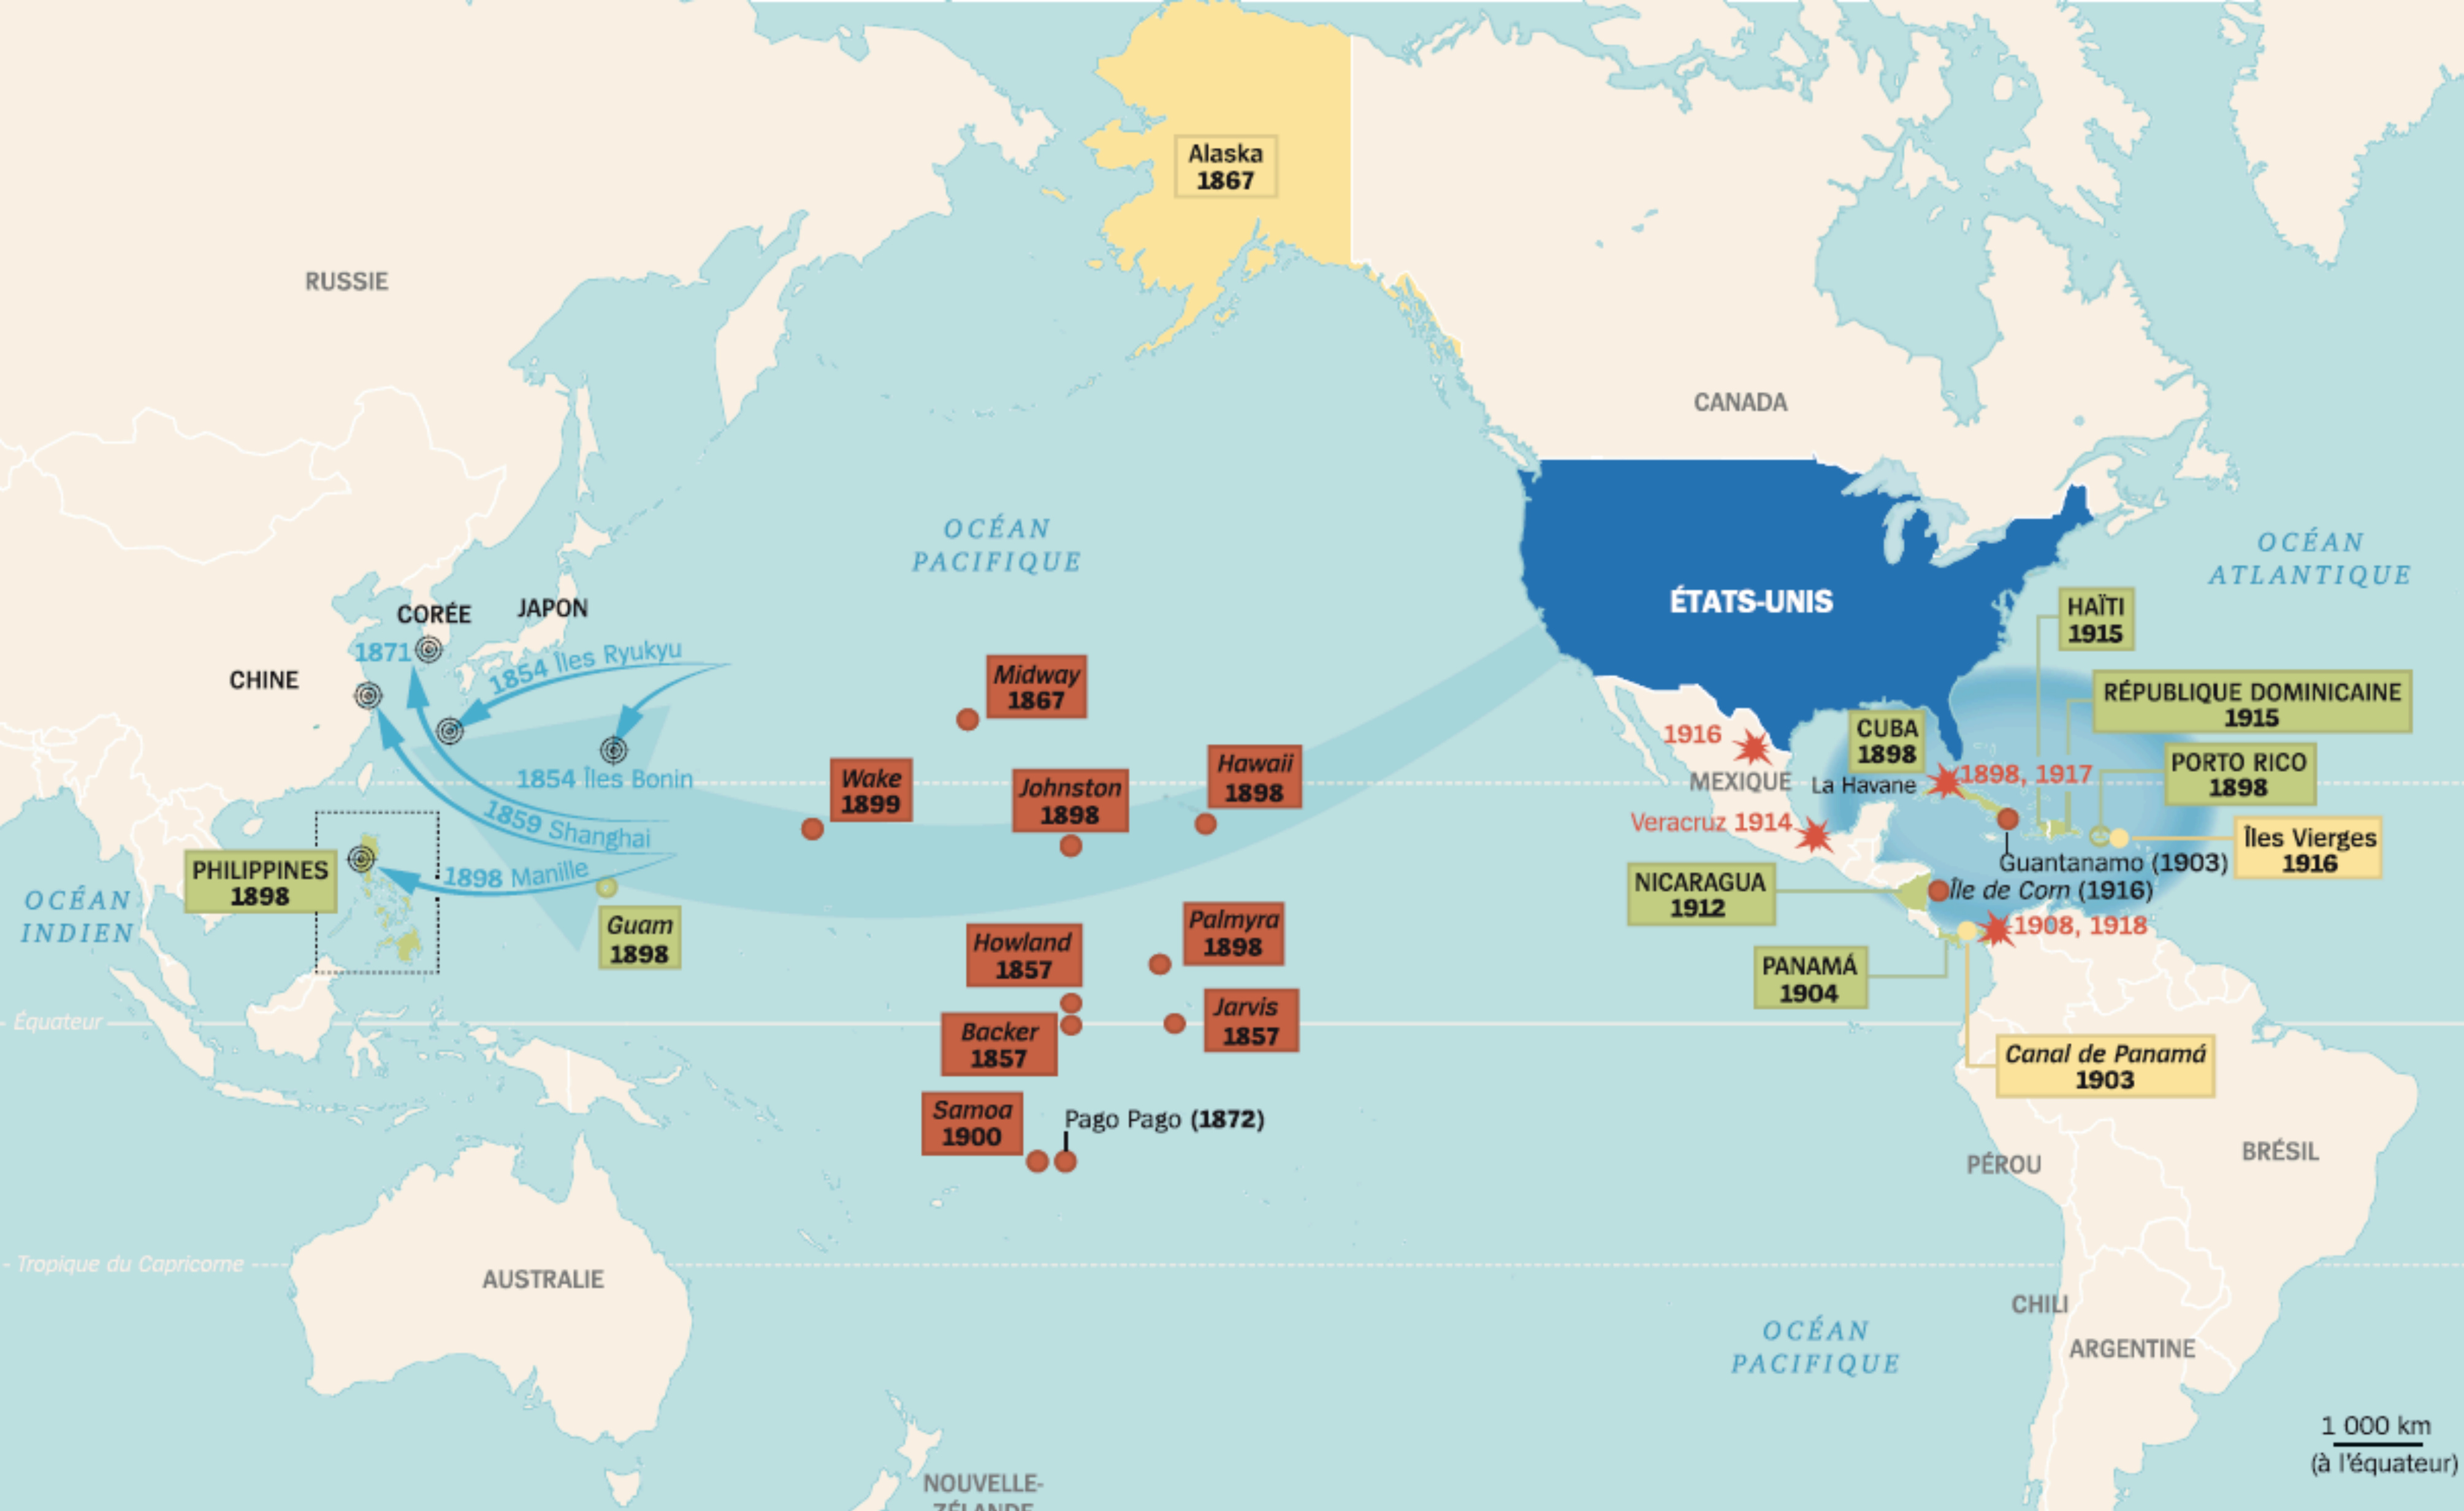 Alaska
1867
RUSSIE
CANADA
OCÉAN
PACIFIQUE
OCÉAN
ATLANTIQUE
ÉTATS-UNIS
HAÏTI
1915
CORÉE
JAPON
1871
1854 Îles Ryukyu
CHINE
Midway
1867
RÉPUBLIQUE DOMINICAINE
1915
CUBA
1898
1916
MEXIQUE
La Havane
1898, 1917
PORTO RICO
1898
1854 Îles Bonin
Wake
1899
Johnston
1898
Hawaii
1898
1859 Shanghai
Veracruz 1914
Îles Vierges
1916
Guantanamo (1903)
PHILIPPINES
1898
1898 Manille
NICARAGUA
1912
Île de Corn (1916)
1908, 1918
OCÉAN
INDIEN
Guam
1898
Howland
1857
Palmyra
1898
PANAMÁ
1904
Équateur
Backer
1857
Jarvis
1857
Canal de Panamá
1903
Samoa
1900
Pago Pago (1872)
PÉROU
BRÉSIL
Tropique du Capricorne
AUSTRALIE
CHILI
ARGENTINE
OCÉAN
PACIFIQUE
1 000 km
(à l'équateur)
NOUVELLE-
ZÉLANDE